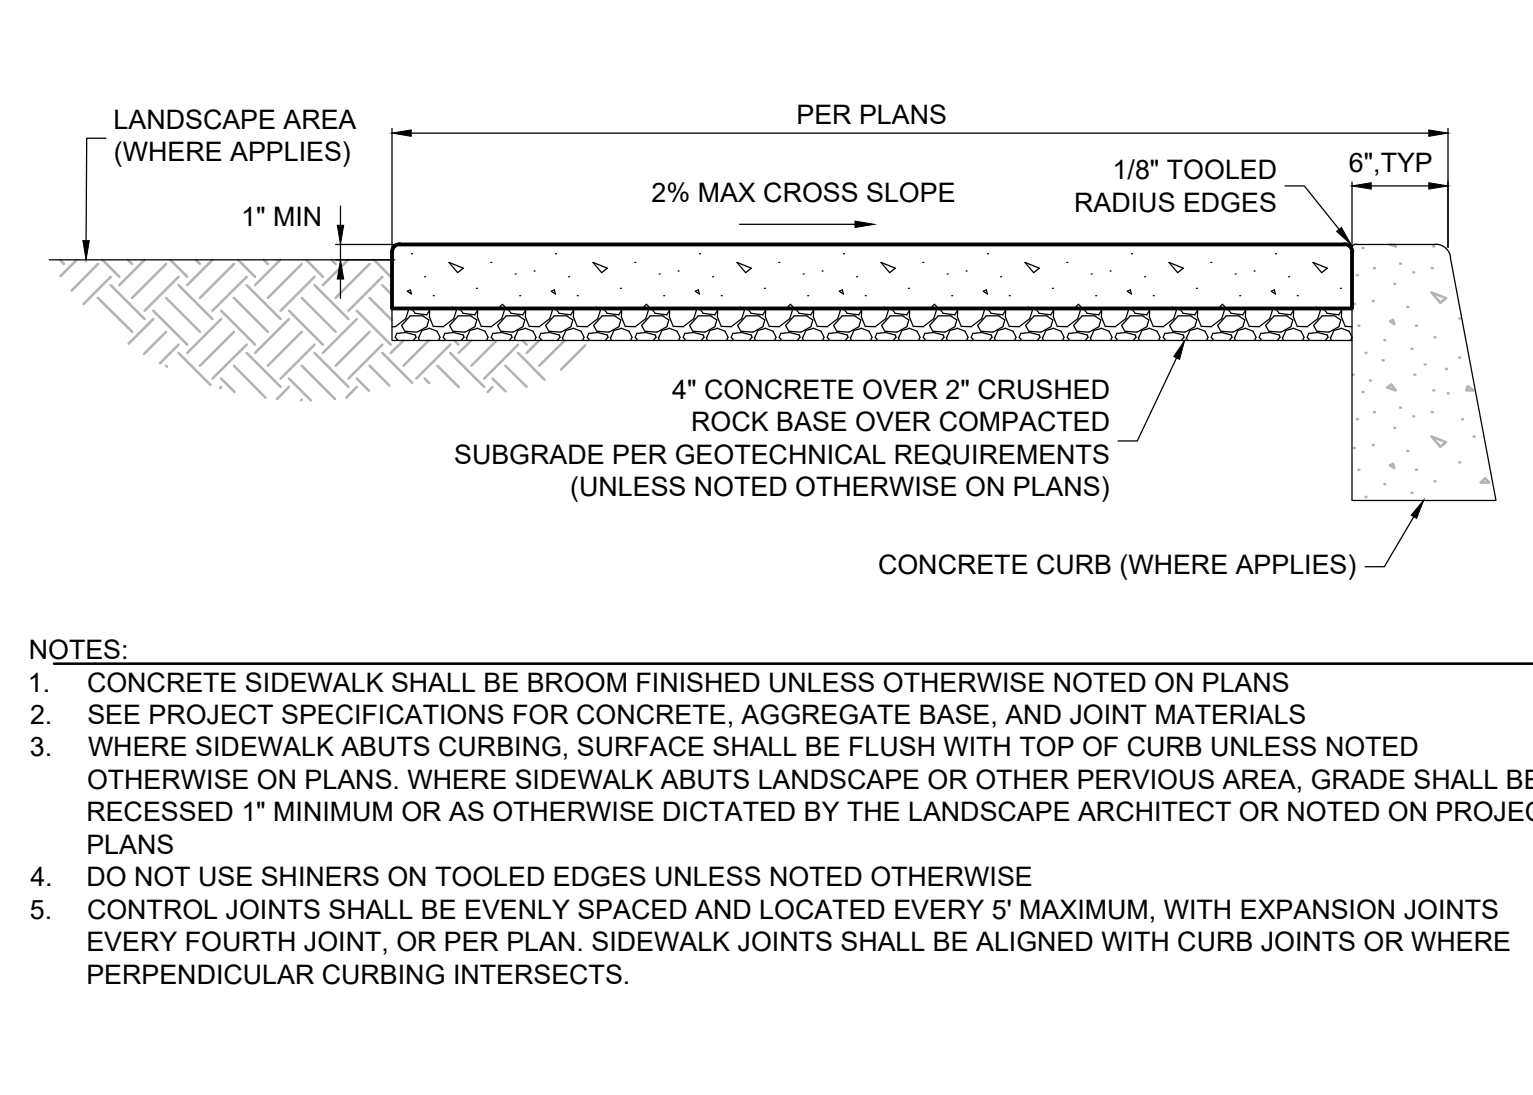 LANDSCAPE AREA
(WHERE APPLIES)
PER PLANS
1/8" TOOLED
RADIUS EDGES
6",TYP
2% MAX CROSS SLOPE
1" MIN
4" CONCRETE OVER 2" CRUSHED
ROCK BASE OVER COMPACTED
SUBGRADE PER GEOTECHNICAL REQUIREMENTS
(UNLESS NOTED OTHERWISE ON PLANS)
CONCRETE CURB (WHERE APPLIES)
NOTES:
1. CONCRETE SIDEWALK SHALL BE BROOM FINISHED UNLESS OTHERWISE NOTED ON PLANS
2. SEE PROJECT SPECIFICATIONS FOR CONCRETE, AGGREGATE BASE, AND JOINT MATERIALS
3. WHERE SIDEWALK ABUTS CURBING, SURFACE SHALL BE FLUSH WITH TOP OF CURB UNLESS NOTED
OTHERWISE ON PLANS. WHERE SIDEWALK ABUTS LANDSCAPE OR OTHER PERVIOUS AREA, GRADE SHALL BE
RECESSED 1" MINIMUM OR AS OTHERWISE DICTATED BY THE LANDSCAPE ARCHITECT OR NOTED ON
PLANS
4. DO NOT USE SHINERS ON TOOLED EDGES UNLESS NOTED OTHERWISE
5. CONTROL JOINTS SHALL BE EVENLY SPACED AND LOCATED EVERY 5' MAXIMUM, WITH EXPANSION JOINTS
EVERY FOURTH JOINT, OR PER PLAN. SIDEWALK JOINTS SHALL BE ALIGNED WITH CURB JOINTS OR WHERE
PERPENDICULAR CURBING INTERSECTS.